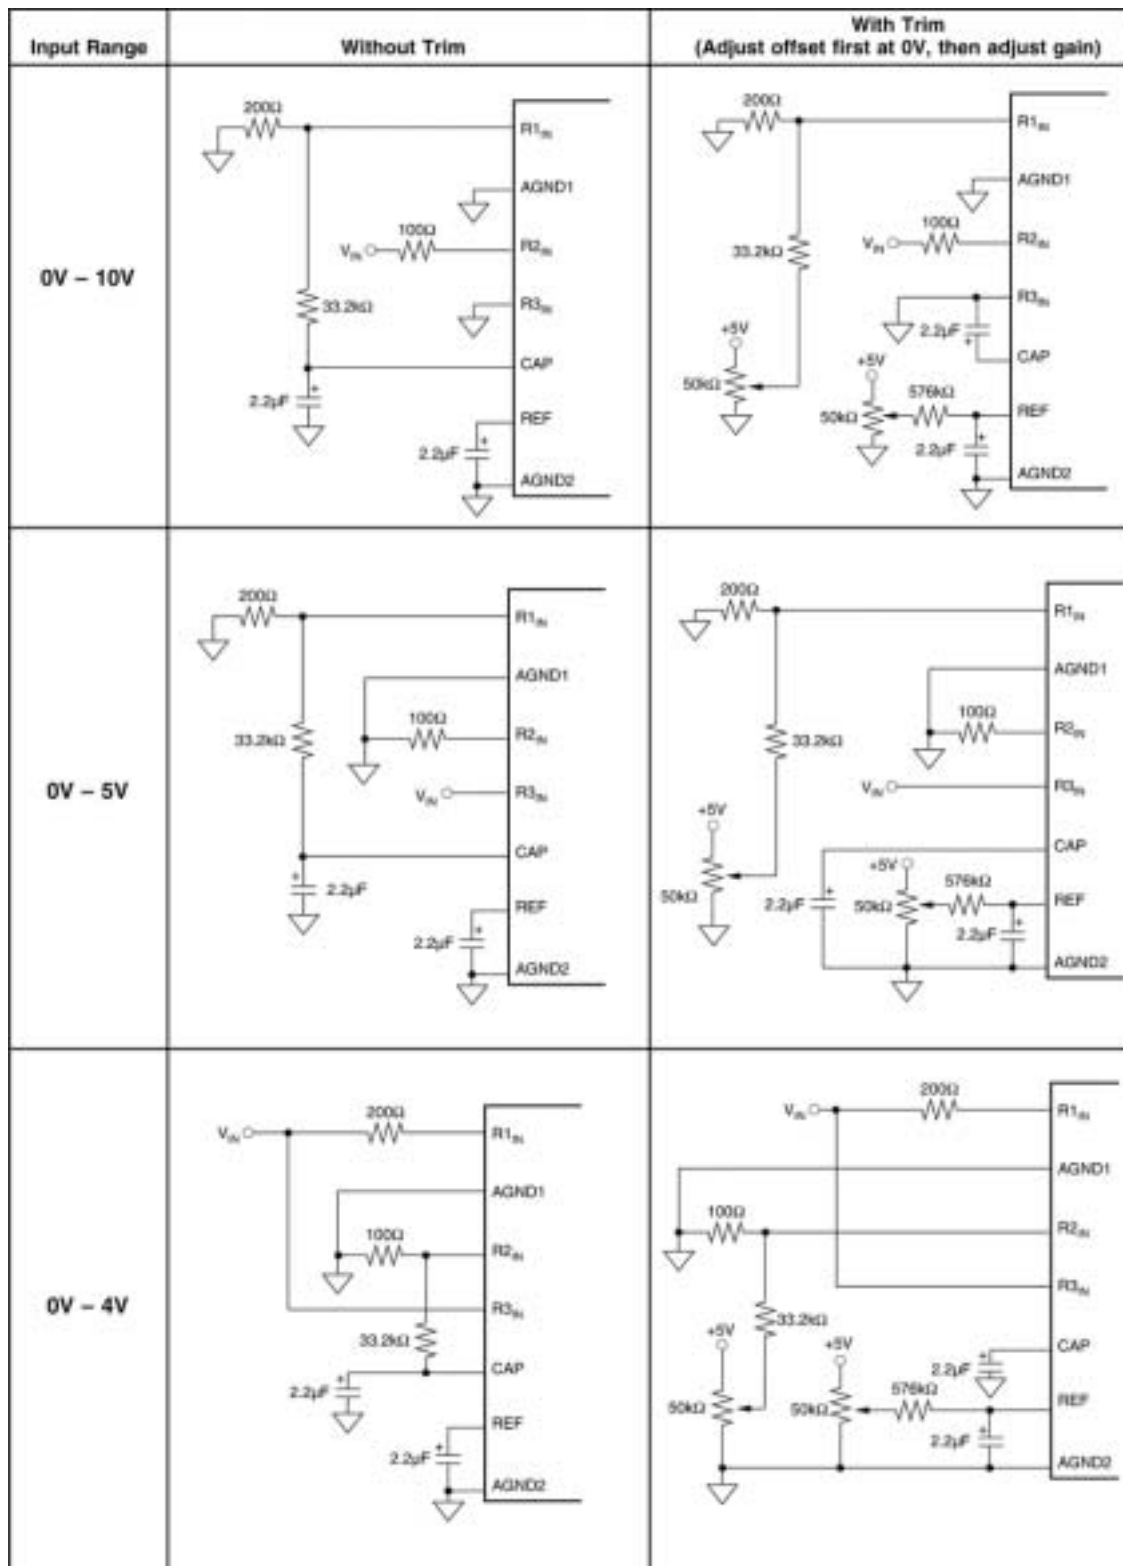 Input Range
Without Trim
With Trim
(Adjust offset first at 0V, then adjust gain)
0V – 10V
200Ω
R1IN
AGND1
100Ω
VIN
R2IN
33.2kΩ
R3IN
CAP
2.2µF
REF
2.2µF
AGND2
200Ω
R1IN
AGND1
100Ω
VIN
R2IN
33.2kΩ
R3IN
2.2µF
+5V
CAP
+5V
50kΩ
576kΩ
50kΩ
REF
2.2µF
AGND2
0V – 5V
200Ω
R1IN
AGND1
100Ω
33.2kΩ
R2IN
VIN
R3IN
CAP
2.2µF
REF
2.2µF
AGND2
200Ω
R1IN
AGND1
100Ω
R2IN
33.2kΩ
VIN
R3IN
+5V
CAP
+5V
576kΩ
50kΩ
2.2µF
50kΩ
REF
2.2µF
AGND2
0V – 4V
200Ω
VIN
R1IN
AGND1
100Ω
R2IN
R3IN
33.2kΩ
CAP
2.2µF
REF
2.2µF
AGND2
200Ω
VIN
R1IN
AGND1
100Ω
R2IN
R3IN
33.2kΩ
+5V
+5V
CAP
2.2µF
576kΩ
50kΩ
50kΩ
REF
2.2µF
AGND2